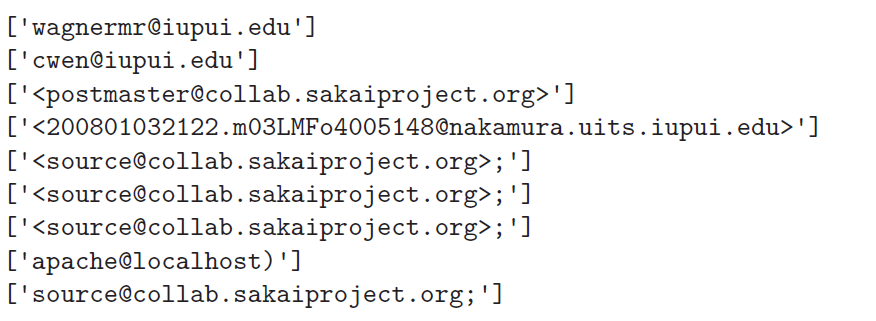 ['wagnermr@iupui.edu']
['cwen@iupui.edu']
['<postmaster@collab.sakaiproject.org>']
['<200801032122.m03LMFo4005148@nakamura.uits.iupui.edu>']
['<source@collab.sakaiproject.org>;']
['<source@collab.sakaiproject.org>;']
['<source@collab.sakaiproject.org>;']
['apache@localhost)']
['source@collab.sakaiproject.org;']